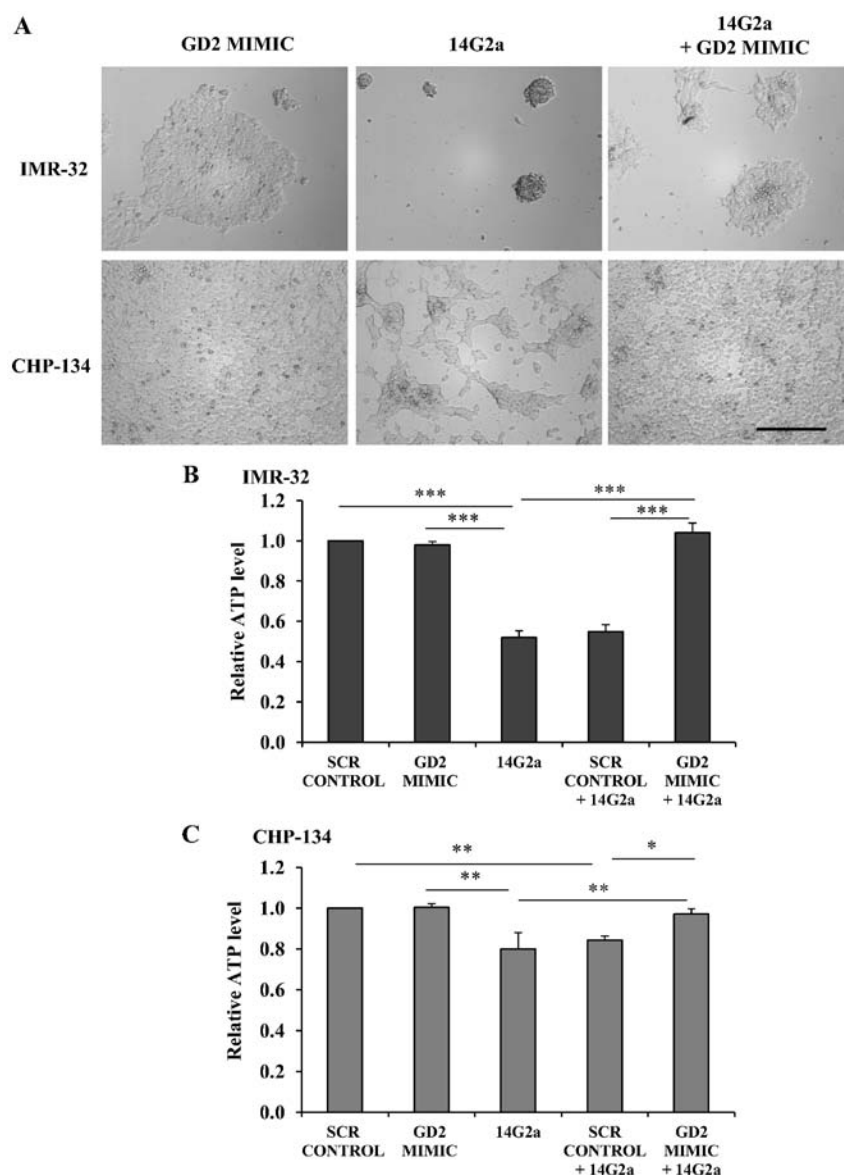 A
GD2 MIMIC
14G2a
14G2a
+ GD2 MIMIC
IMR-32
CHP-134
B
IMR-32
***
***
***
***
Relative ATP level
1.2
1.0
0.8
0.6
0.4
0.2
0.0
SCR
CONTROL
GD2
MIMIC
14G2a
SCR
CONTROL
+ 14G2a
GD2
MIMIC
+ 14G2a
C
CHP-134
**
*
**
**
Relative ATP level
1.2
1.0
0.8
0.6
0.4
0.2
0.0
SCR
CONTROL
GD2
MIMIC
14G2a
SCR
CONTROL
+ 14G2a
GD2
MIMIC
+ 14G2a